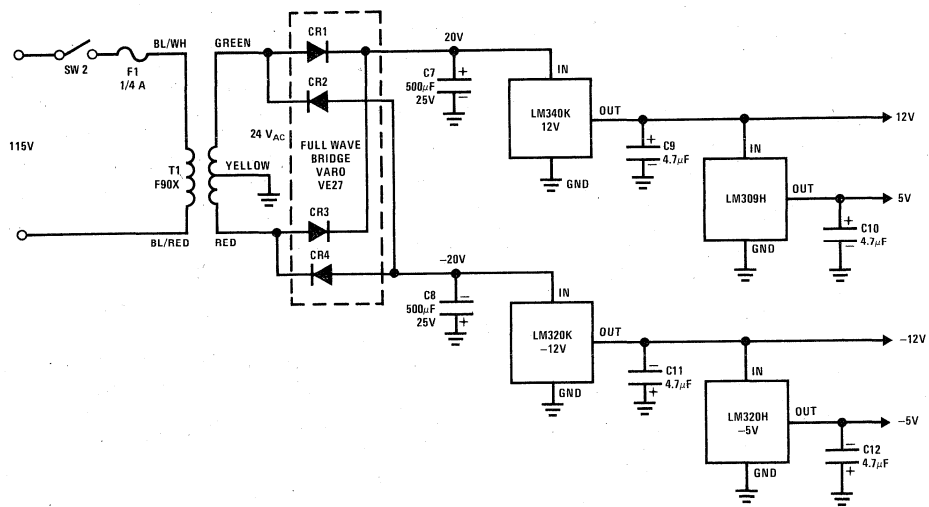 115V
SW 2
F1
1/4 A
BL/WH
BL/RED
T1
F90X
GREEN
YELLOW
RED
24 VAC
CR1
CR2
FULL WAVE
BRIDGE
VARO
VE27
CR3
CR4
20V
C7
500µF
25V
+
−
IN
LM340K
12V
OUT
GND
+
−
C9
4.7µF
12V
IN
LM309H
OUT
GND
5V
+
−
C10
4.7µF
−20V
C8
500µF
25V
−
+
IN
LM320K
−12V
OUT
GND
−
+
C11
4.7µF
−12V
IN
LM320H
−5V
OUT
GND
−5V
−
+
C12
4.7µF